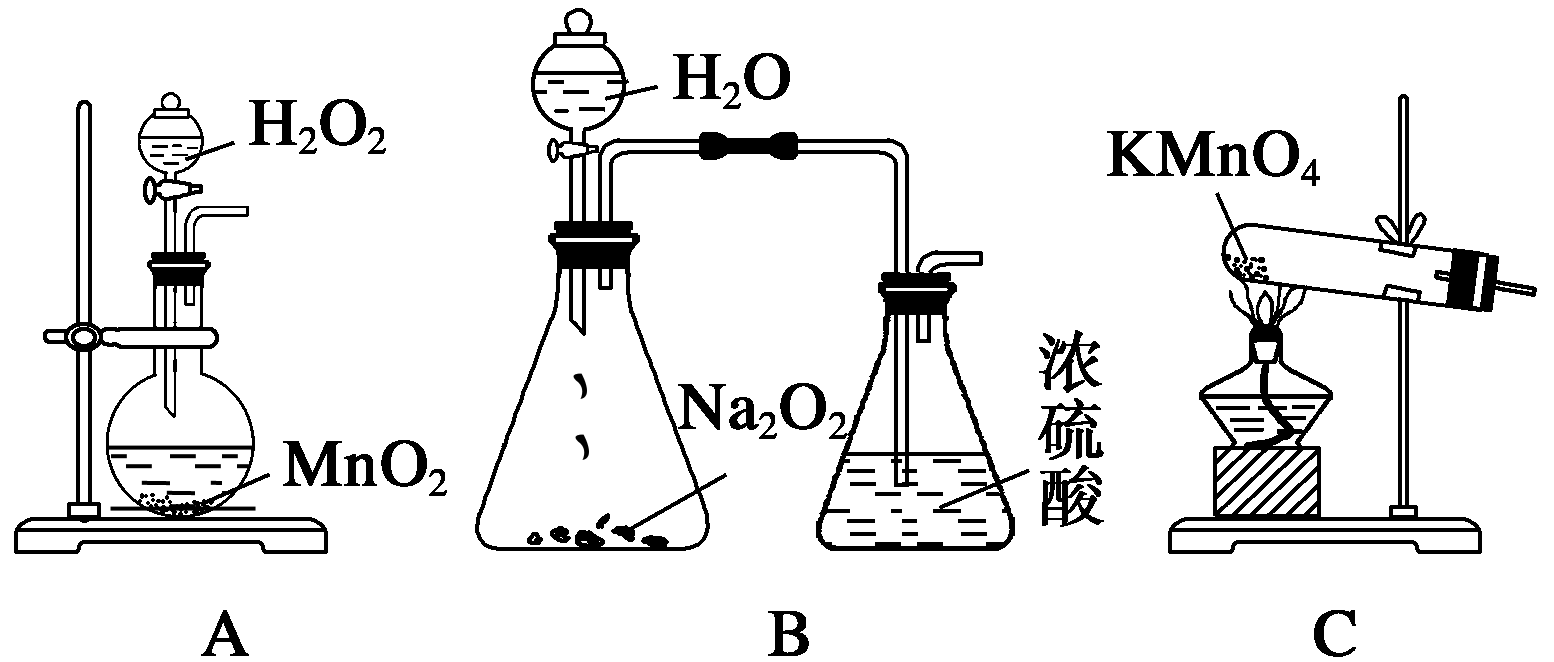 H₂O₂
MnO₂
A
H₂O
Na₂O₂
浓硫酸
B
KMnO₄
C